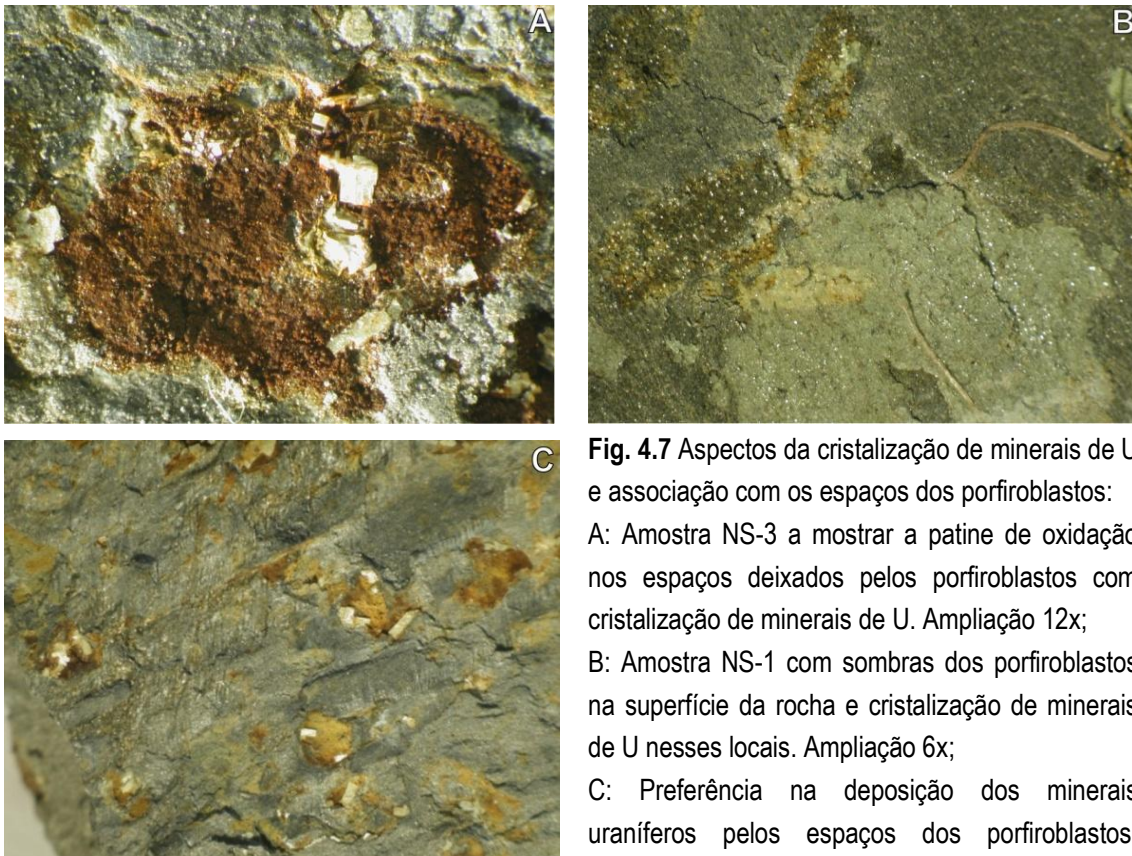 A
B
C
Fig. 4.7 Aspectos da cristalização de minerais de U
e associação com os espaços dos porfiroblastos:
A: Amostra NS-3 a mostrar a patine de oxidação
nos espaços deixados pelos porfiroblastos com
cristalização de minerais de U. Ampliação 12x;
B: Amostra NS-1 com sombras dos porfiroblastos
na superfície da rocha e cristalização de minerais
de U nesses locais. Ampliação 6x;
C: Preferência na deposição dos minerais
uraníferos pelos espaços dos porfiroblastos